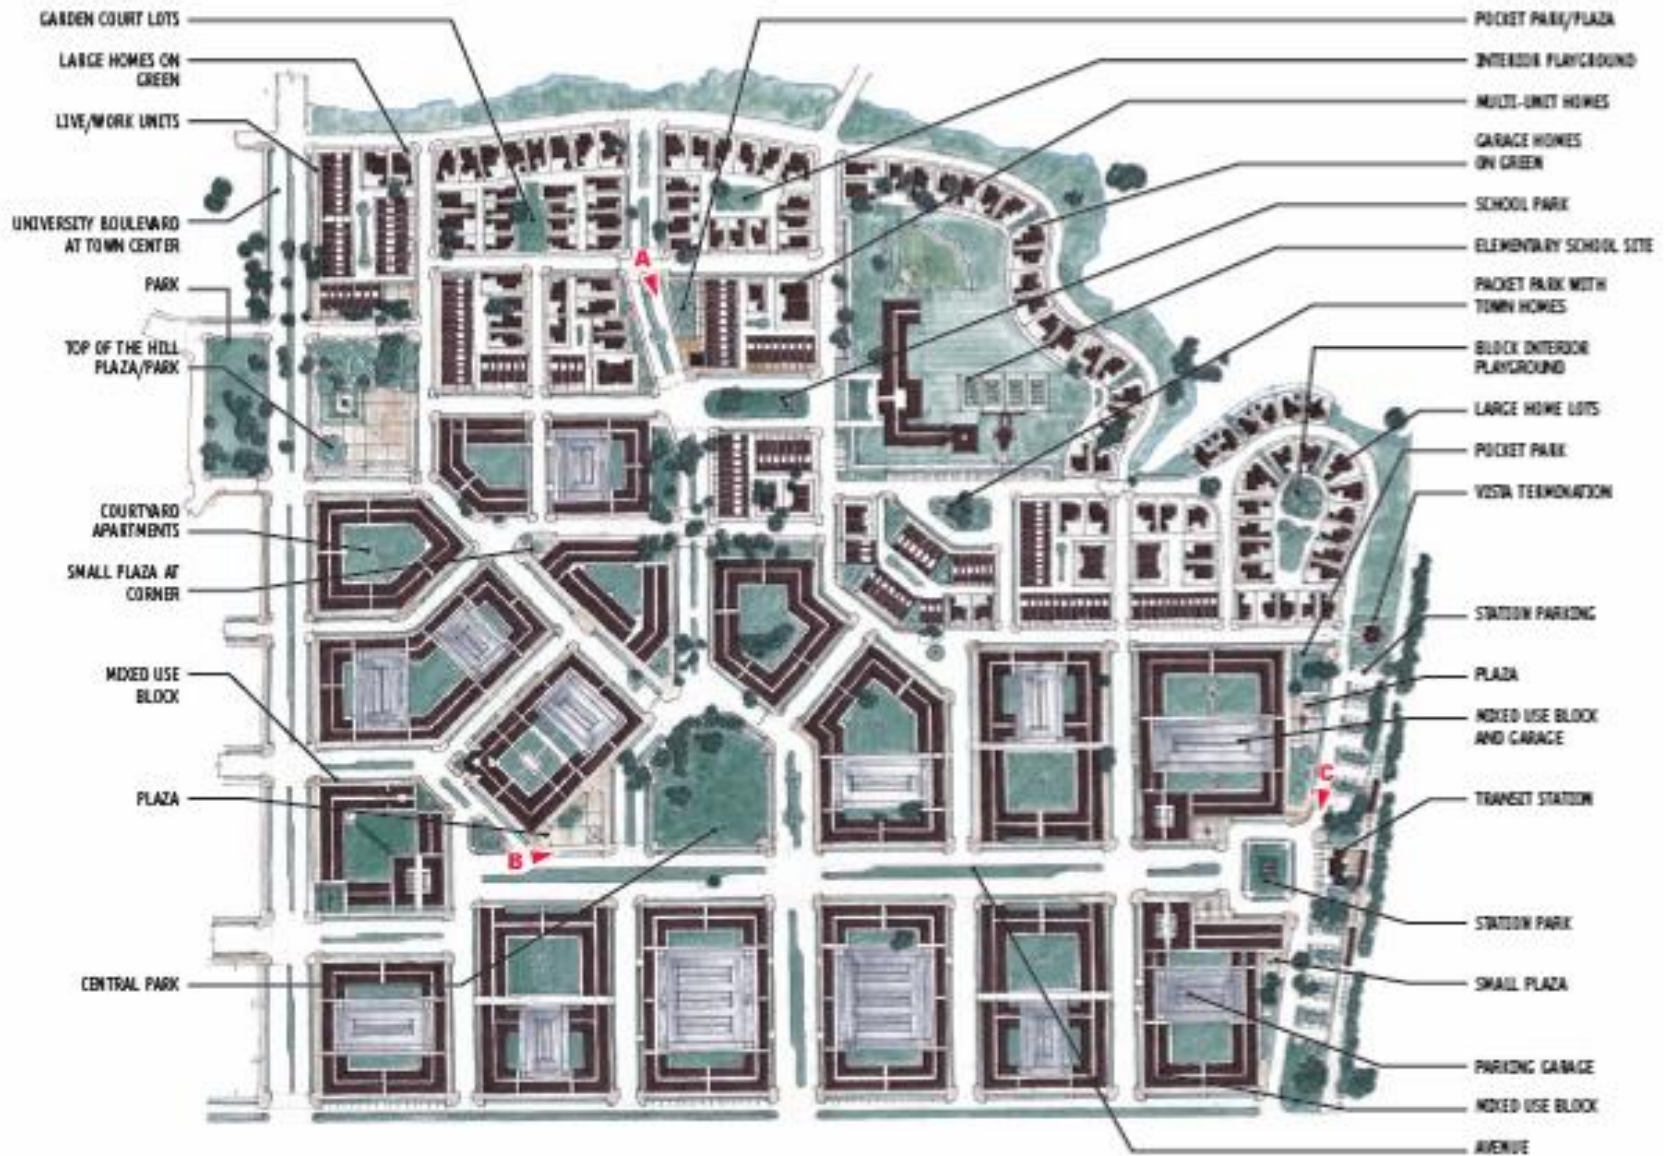 GARDEN COURT LOTS
LARGE HOMES ON
GREEN
LIVE/WORK UNITS
UNIVERSITY BOULEVARD
AT TOWN CENTER
PARK
TOP OF THE HILL
PLAZA/PARK
COURTYARD
APARTMENTS
SMALL PLAZA AT
CORNER
MIXED USE
BLOCK
PLAZA
CENTRAL PARK
A
B
C
POCKET PARK/PLAZA
INTERIOR PLAYGROUND
MULTI-UNIT HOMES
GARAGE HOMES
ON GREEN
SCHOOL PARK
ELEMENTARY SCHOOL SITE
PACKET PARK WITH
TOWN HOMES
BLOCK INTERIOR
PLAYGROUND
LARGE HOME LOTS
POCKET PARK
VISTA TERMINATION
STATION PARKING
PLAZA
MIXED USE BLOCK
AND GARAGE
TRANSIT STATION
STATION PARK
SMALL PLAZA
PARKING GARAGE
MIXED USE BLOCK
AVENUE